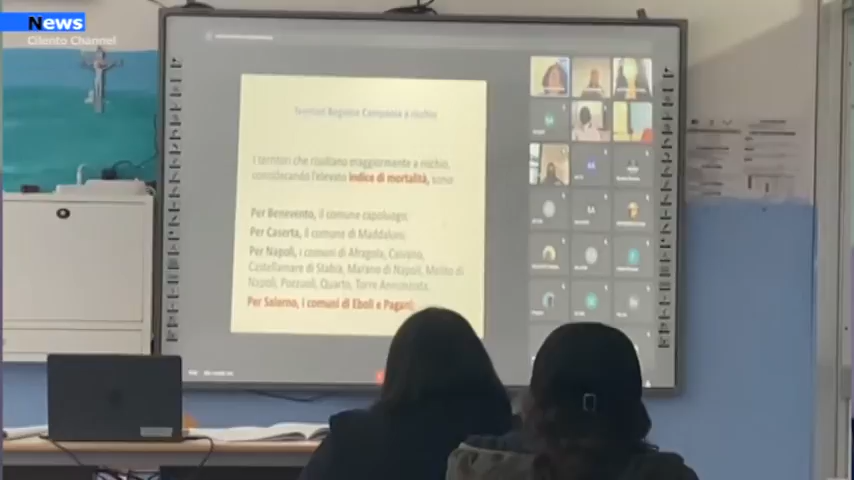 News
Cilento Channel
Territori Regione Campania a rischio
I territori che risultano maggiormente a rischio,
considerando l'elevato indice di mortalità, sono
Per Benevento, il comune capoluogo;
Per Caserta, il comune di Maddaloni;
Per Napoli, i comuni di Afragola, Caivano,
Castellamare di Stabia, Marano di Napoli, Melito di
Napoli, Pozzuoli, Quarto, Torre Annunziata,
Per Salerno, i comuni di Eboli e Pagani;